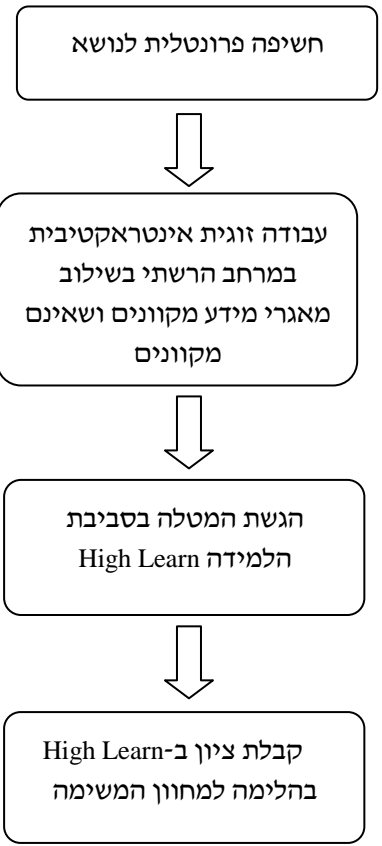 חשיפה פרונטלית לנושא
עבודה זוגית אינטראקטיבית
במרחב הרשתי בשילוב
מאגרי מידע מקוונים ושאינם
מקוונים
הגשת המטלה בסביבת
הלמידה High Learn
קבלת ציון ב-High Learn
בהלימה למחוון המשימה